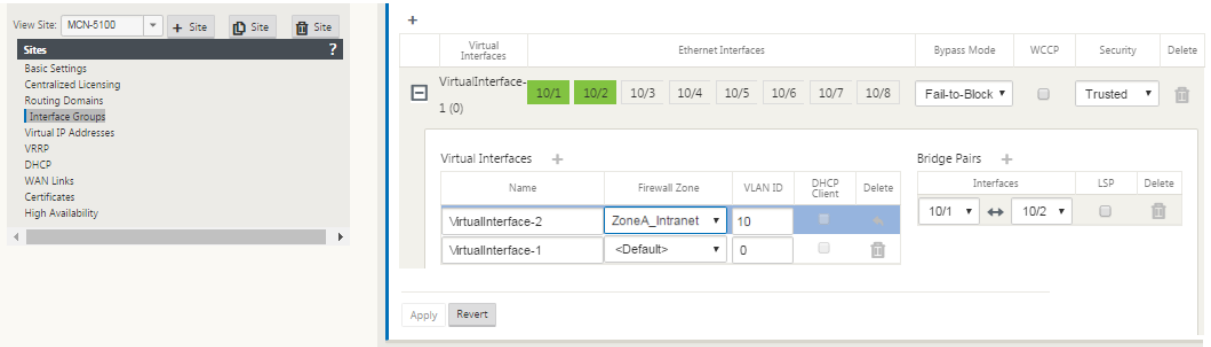 View Site: MCN-5100 + Site Site Site
Sites ?
Basic Settings
Centralized Licensing
Routing Domains
Interface Groups
Virtual IP Addresses
VRRP
DHCP
WAN Links
Certificates
High Availability
+
Virtual Interfaces Ethernet Interfaces Bypass Mode WCCP Security Delete
VirtualInterface-1 (0) 10/1 10/2 10/3 10/4 10/5 10/6 10/7 10/8 Fail-to-Block Trusted
Virtual Interfaces +
Name Firewall Zone VLAN ID DHCP Client Delete
VirtualInterface-2 ZoneA_Intranet 10
VirtualInterface-1 <Default> 0
Bridge Pairs +
Interfaces LSP Delete
10/1 ↔ 10/2
Apply Revert